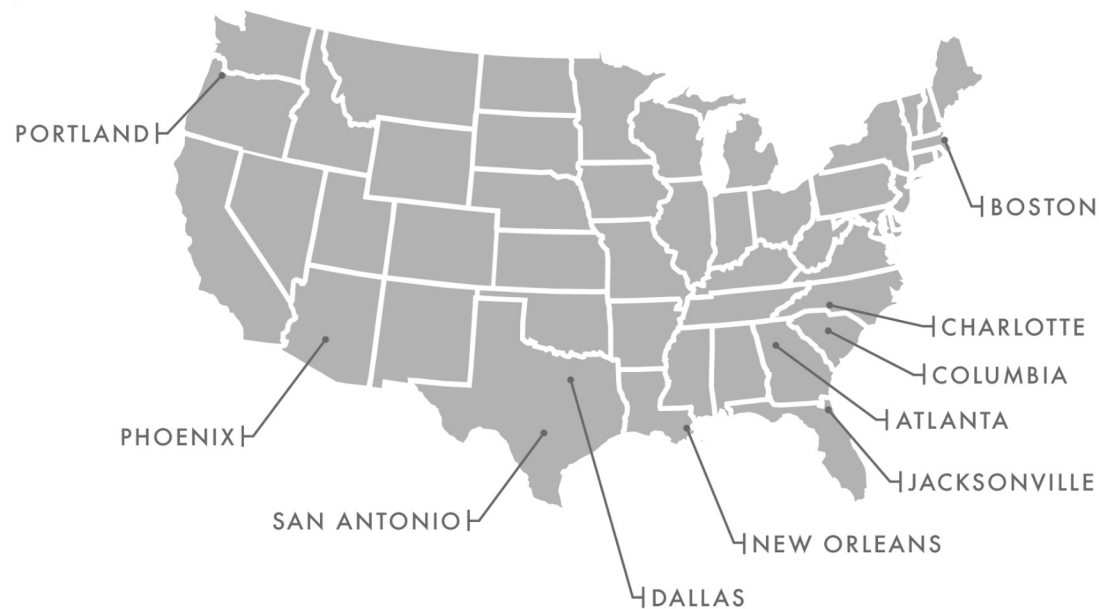 PORTLAND
BOSTON
CHARLOTTE
COLUMBIA
ATLANTA
PHOENIX
JACKSONVILLE
SAN ANTONIO
NEW ORLEANS
DALLAS